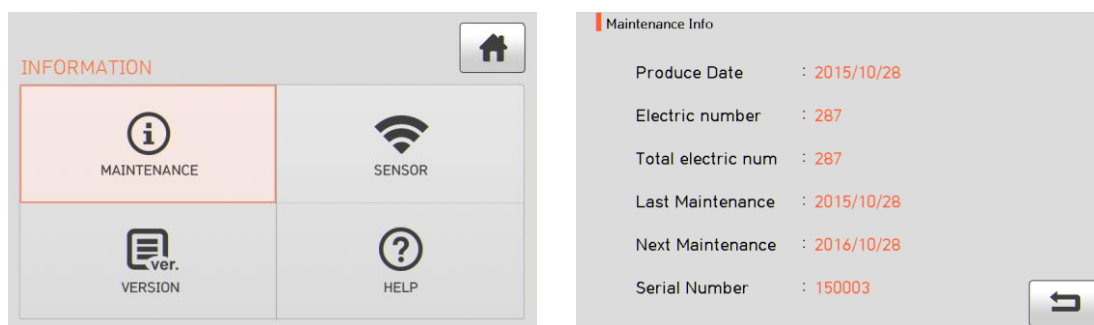 INFORMATION
MAINTENANCE
SENSOR
ver.
VERSION
HELP
Maintenance Info
Produce Date : 2015/10/28
Electric number : 287
Total electric num : 287
Last Maintenance : 2015/10/28
Next Maintenance : 2016/10/28
Serial Number : 150003